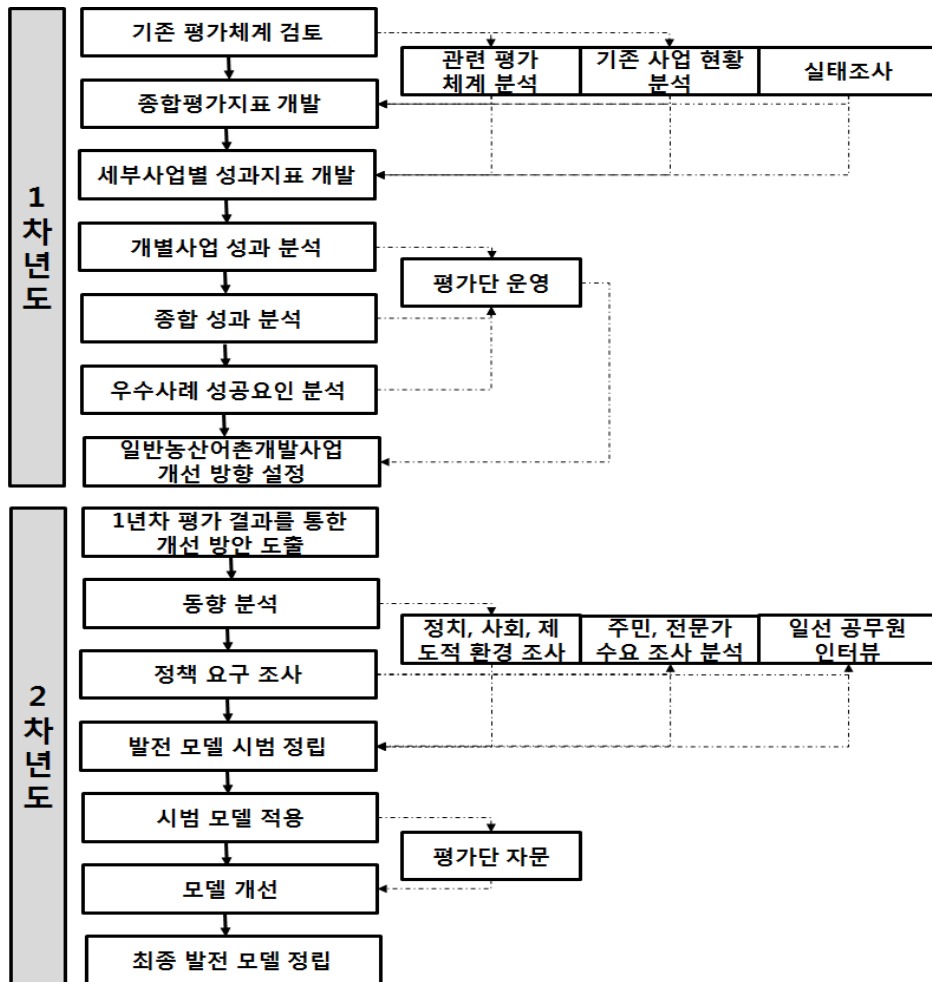 1
차
년
도
기존 평가체계 검토
관련 평가
체계 분석
기존 사업 현황
분석
실태조사
종합평가지표 개발
세부사업별 성과지표 개발
개별사업 성과 분석
평가단 운영
종합 성과 분석
우수사례 성공요인 분석
일반농산어촌개발사업
개선 방향 설정
2
차
년
도
1년차 평가 결과를 통한
개선 방안 도출
동향 분석
정치, 사회, 제
도적 환경 조사
주민, 전문가
수요 조사 분석
일선 공무원
인터뷰
정책 요구 조사
발전 모델 시범 정립
시범 모델 적용
평가단 자문
모델 개선
최종 발전 모델 정립